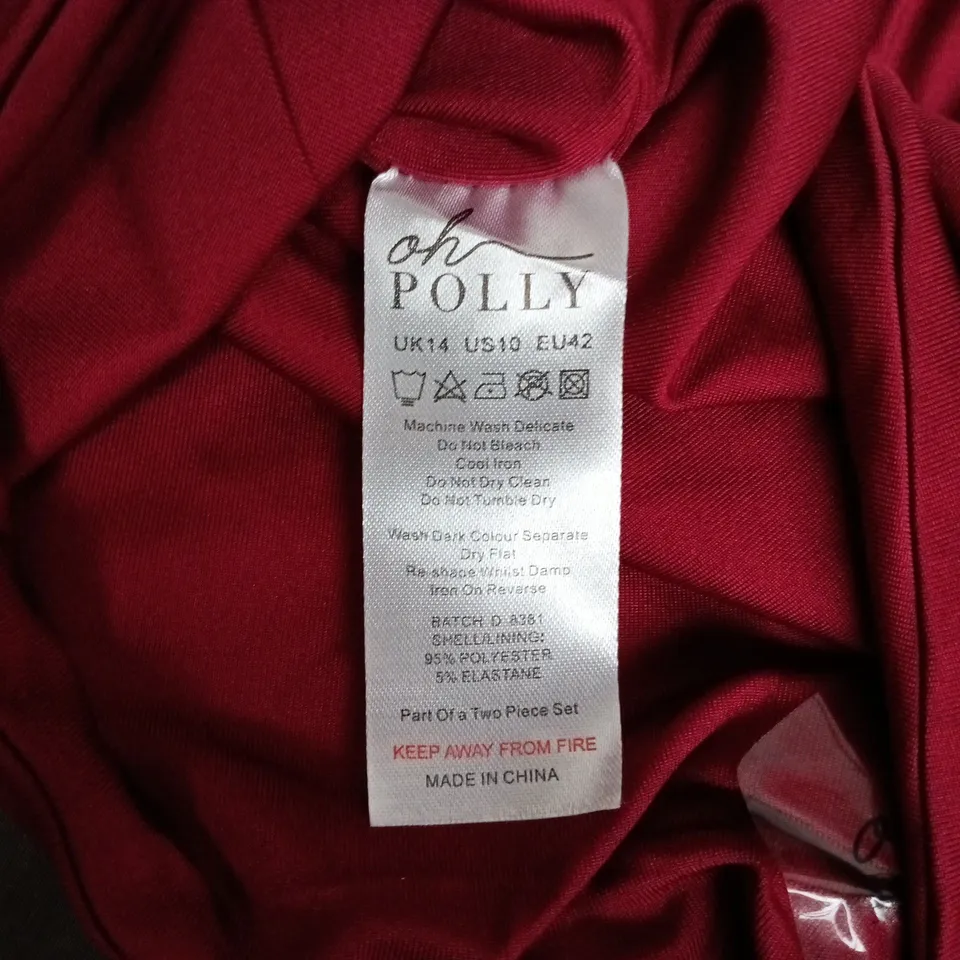 oh
POLLY
UK14 US10 EU42
Machine Wash Delicate
Do Not Bleach
Cool Iron
Do Not Dry Clean
Do Not Tumble Dry
Wash Dark Colour Separate
Dry Flat
Re-shape Whilst Damp
Iron On Reverse
BATCH D 8381
SHELL/LINING:
95% POLYESTER
5% ELASTANE
Part Of a Two Piece Set
KEEP AWAY FROM FIRE
MADE IN CHINA